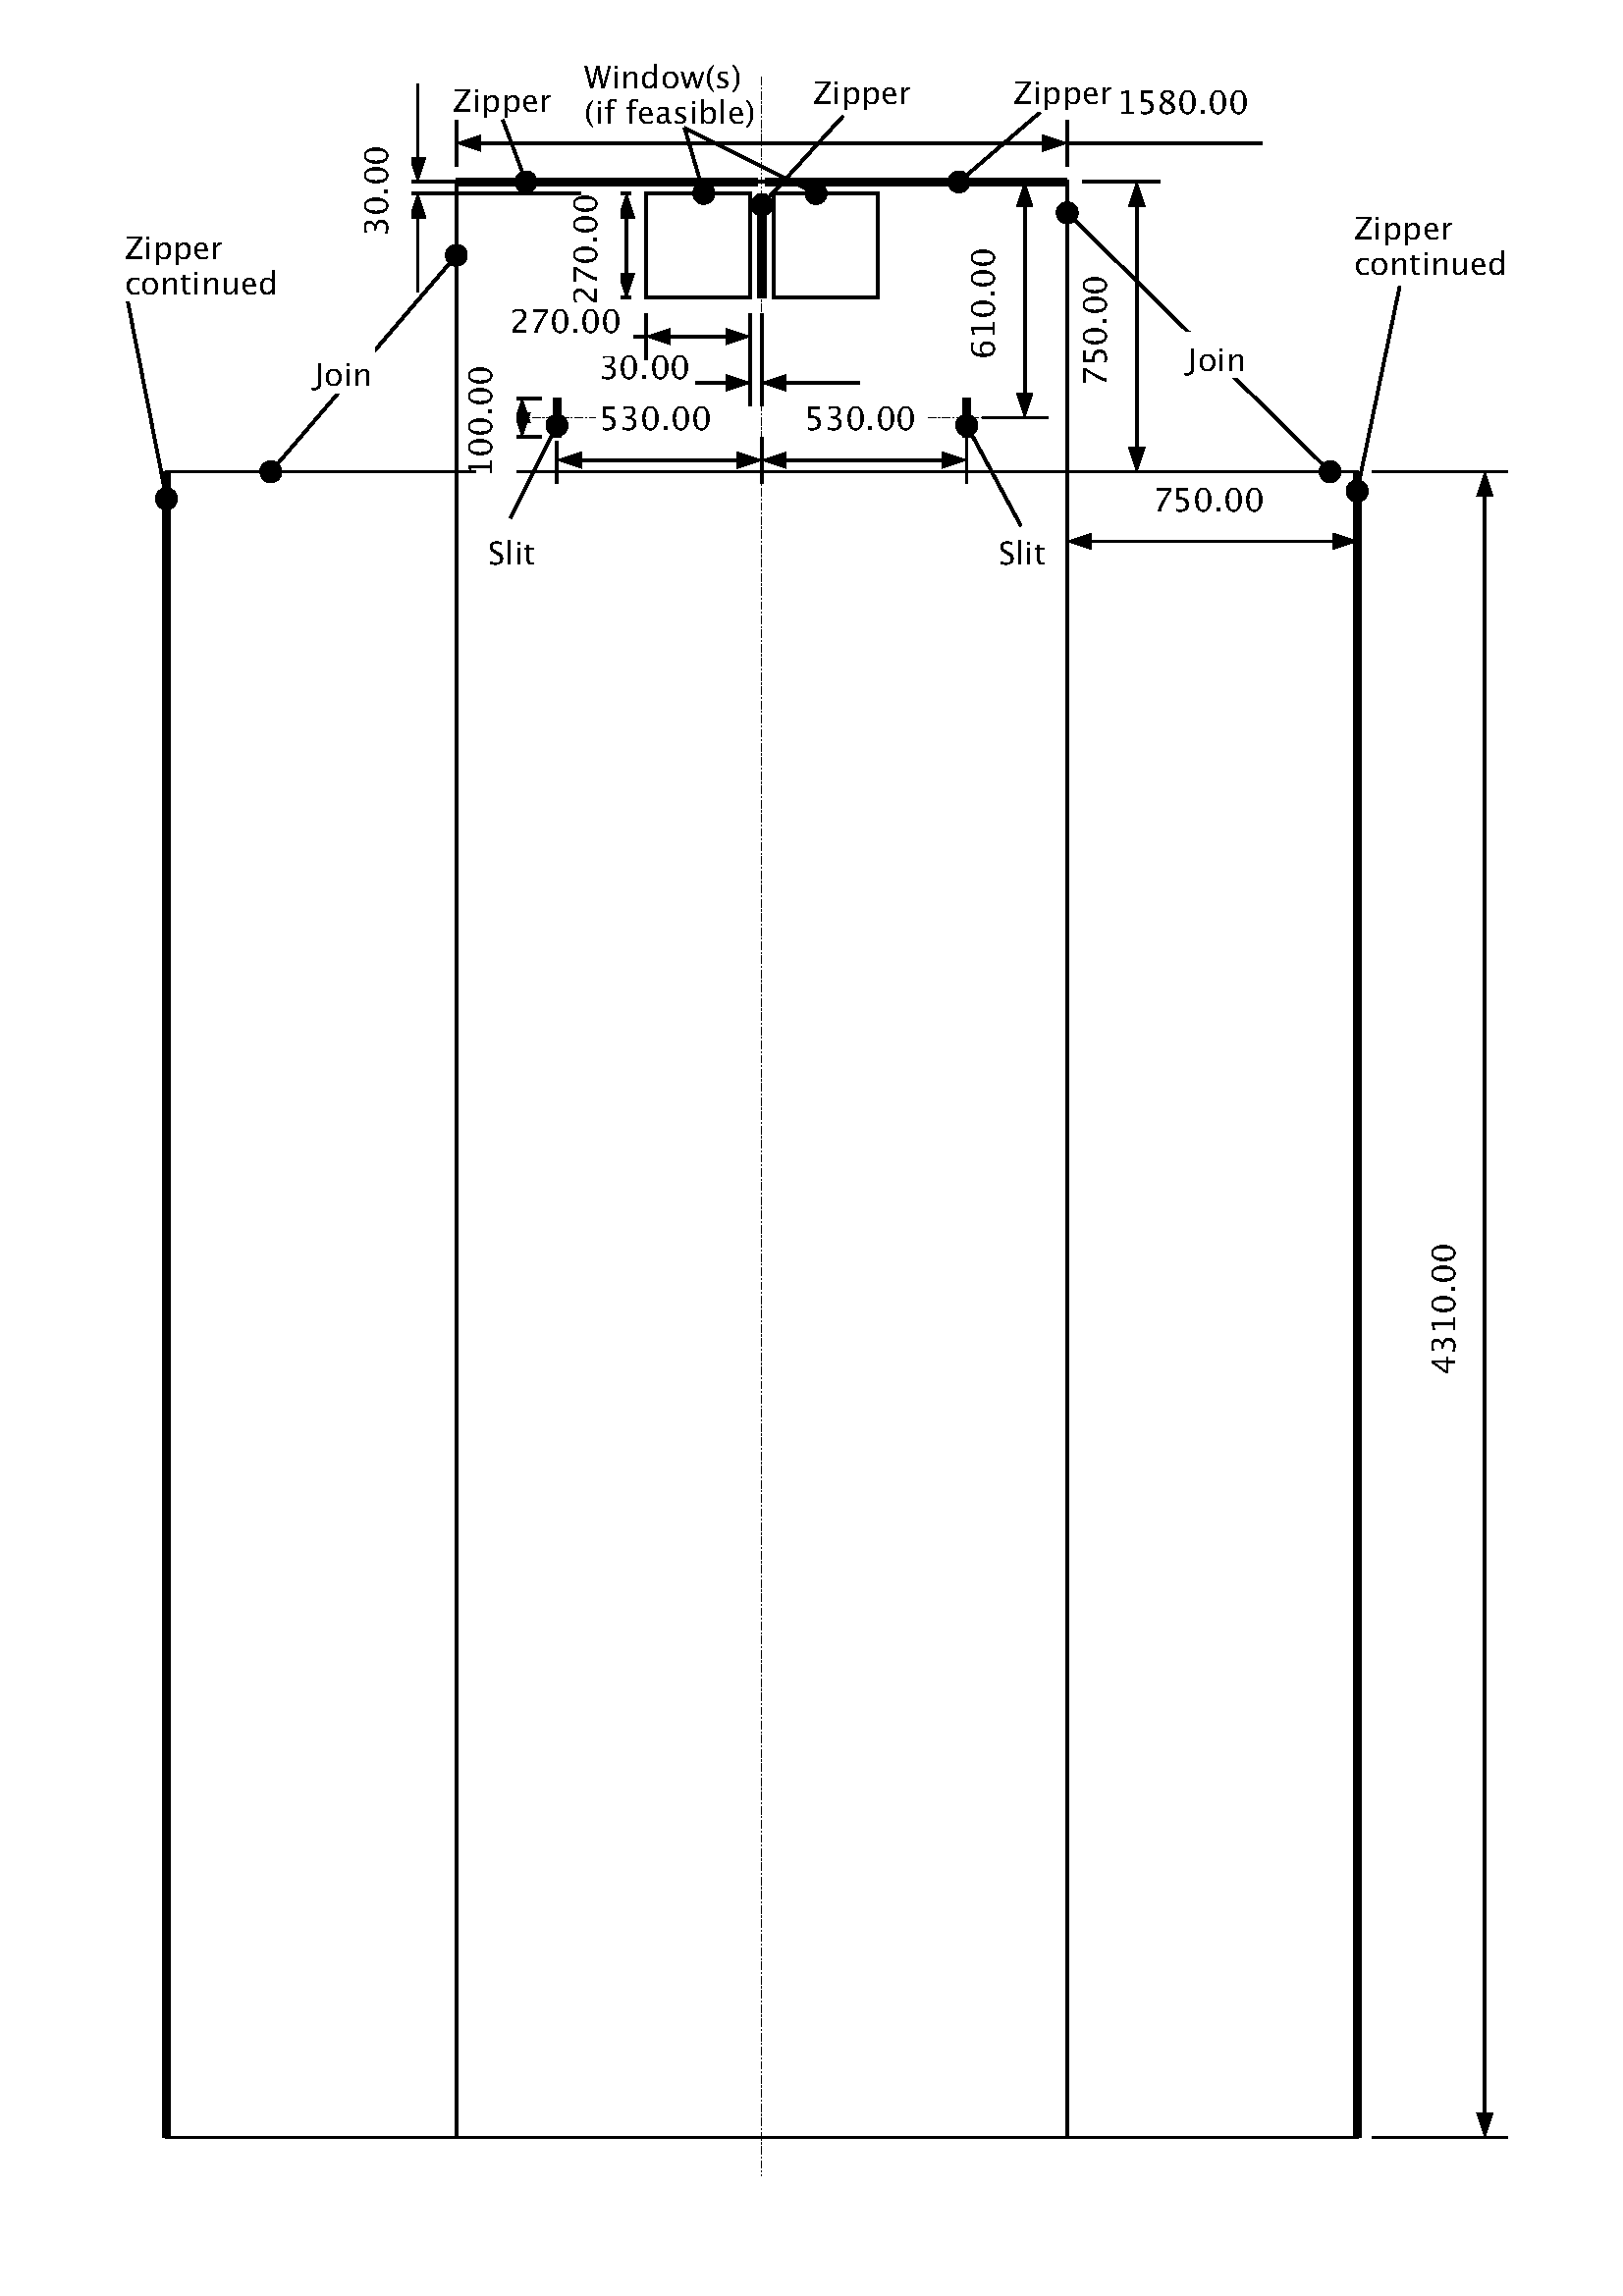 Window(s)
(if feasible)
Zipper
Zipper
Zipper
1580.00
30.00
270.00
Zipper
continued
Zipper
continued
610.00
750.00
270.00
30.00
Join
Join
100.00
530.00
530.00
750.00
Slit
Slit
4310.00